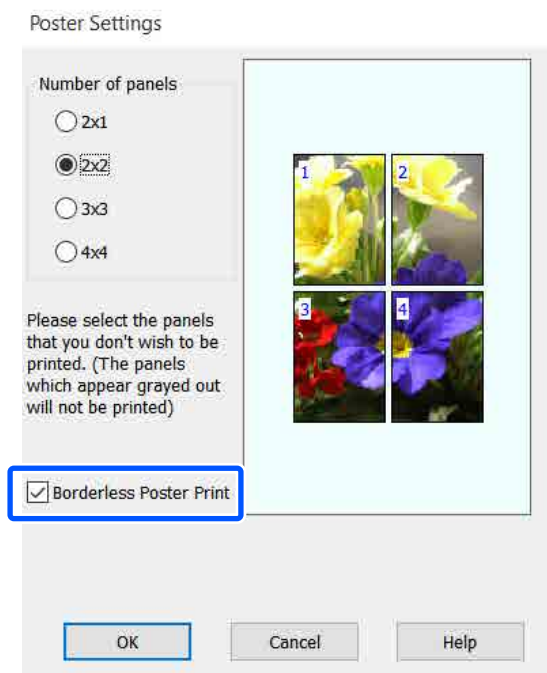 Poster Settings
Number of panels
2x1
2x2
3x3
4x4
1
2
3
4
Please select the panels
that you don't wish to be
printed. (The panels
which appear grayed out
will not be printed)
Borderless Poster Print
OK
Cancel
Help